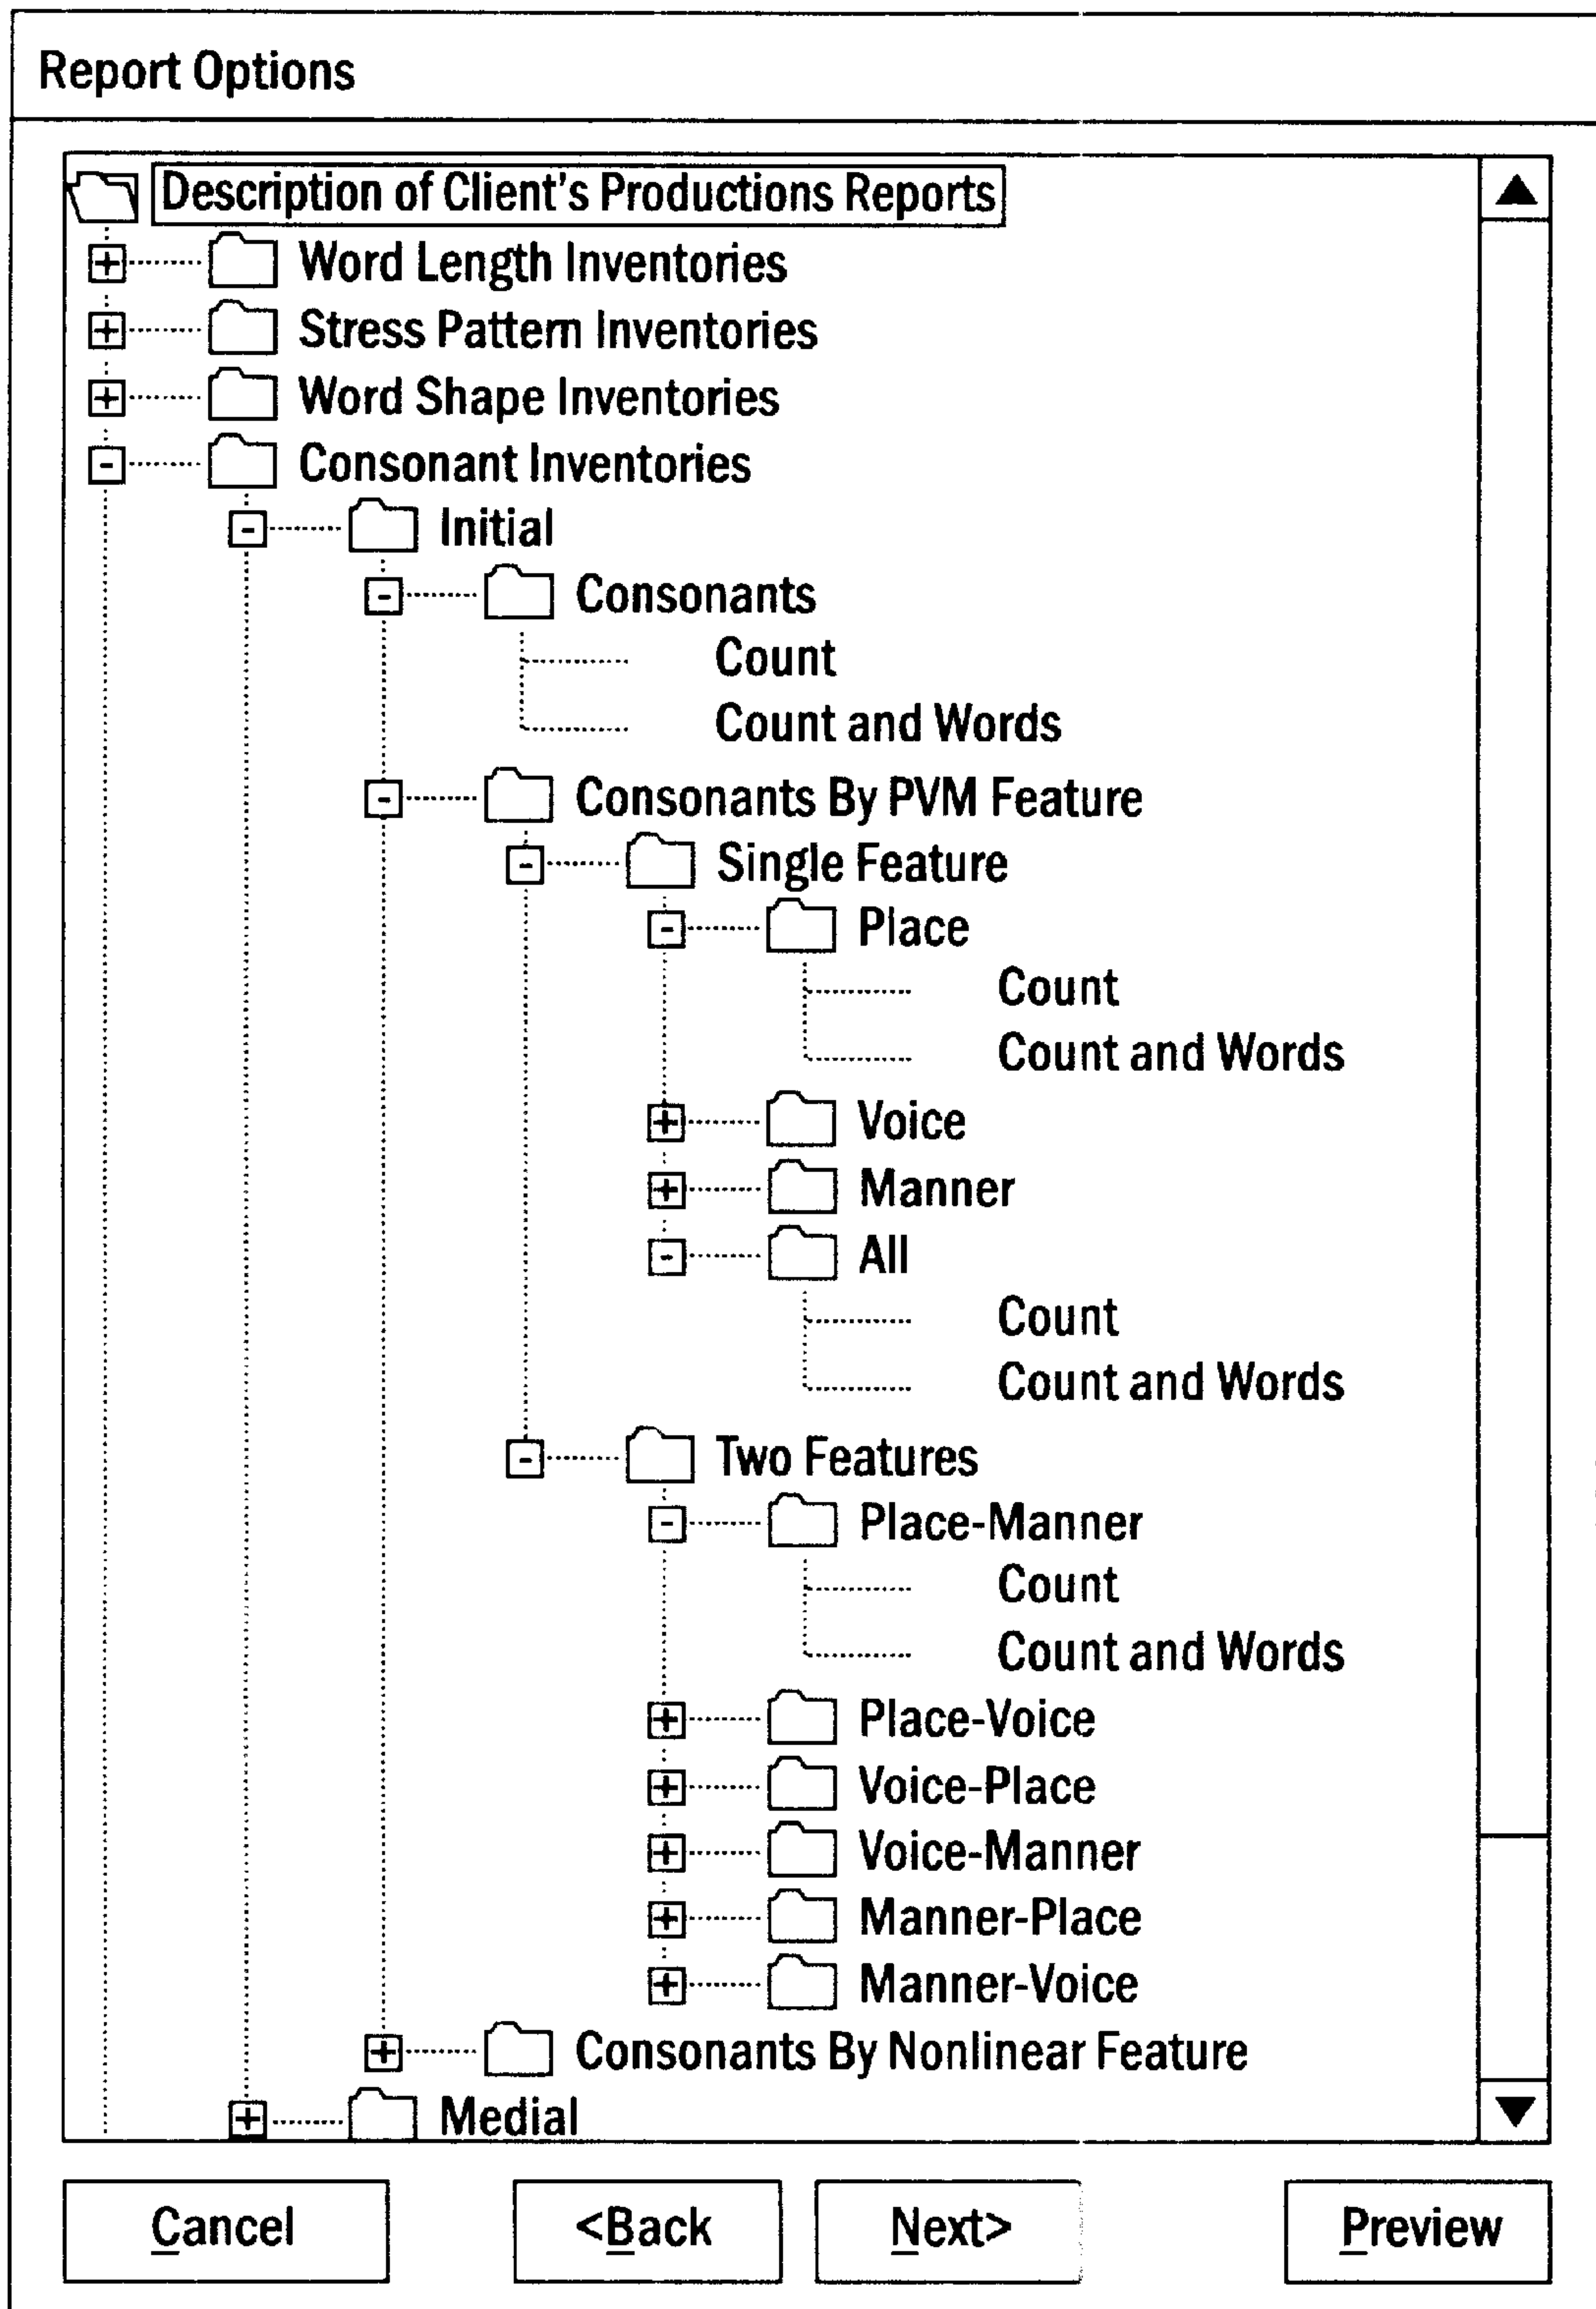 Report Options
Description of Client's Productions Reports
Word Length Inventories
Stress Pattern Inventories
Word Shape Inventories
Consonant Inventories
Initial
Consonants
Count
Count and Words
Consonants By PVM Feature
Single Feature
Place
Count
Count and Words
Voice
Manner
All
Count
Count and Words
Two Features
Place-Manner
Count
Count and Words
Place-Voice
Voice-Place
Voice-Manner
Manner-Place
Manner-Voice
Consonants By Nonlinear Feature
Medial
Cancel <Back Next> Preview